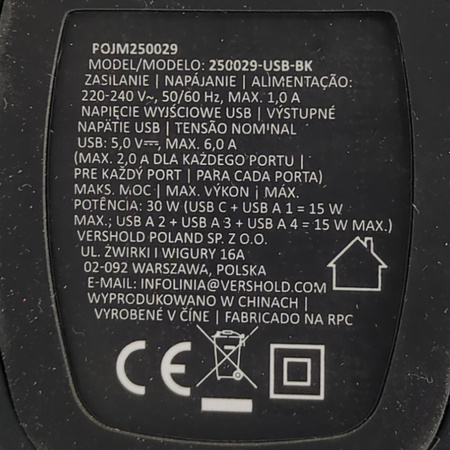 POJM250029
MODEL/MODELO: 250029-USB-BK
ZASILANIE | NAPÁJANIE | ALIMENTAÇÃO:
220-240 V~, 50/60 Hz, MAX. 1,0 A
NAPIĘCIE WYJŚCIOWE USB | VÝSTUPNÉ
NAPÄTIE USB | TENSÃO NOMINAL
USB: 5,0 V⎓, MAX. 6,0 A
(MAX. 2,0 A DLA KAŻDEGO PORTU |
PRE KAŽDÝ PORT | PARA CADA PORTA)
MAKS. MOC | MAX. VÝKON | MÁX.
POTÊNCIA: 30 W (USB C + USB A 1 = 15 W
MAX.; USB A 2 + USB A 3 + USB A 4 = 15 W MAX.)
VERSHOLD POLAND SP. Z O.O.
UL. ŻWIRKI I WIGURY 16A
02-092 WARSZAWA, POLSKA
E-MAIL: INFOLINIA@VERSHOLD.COM
WYPRODUKOWANO W CHINACH |
VYROBENÉ V ČÍNE | FABRICADO NA RPC
CE